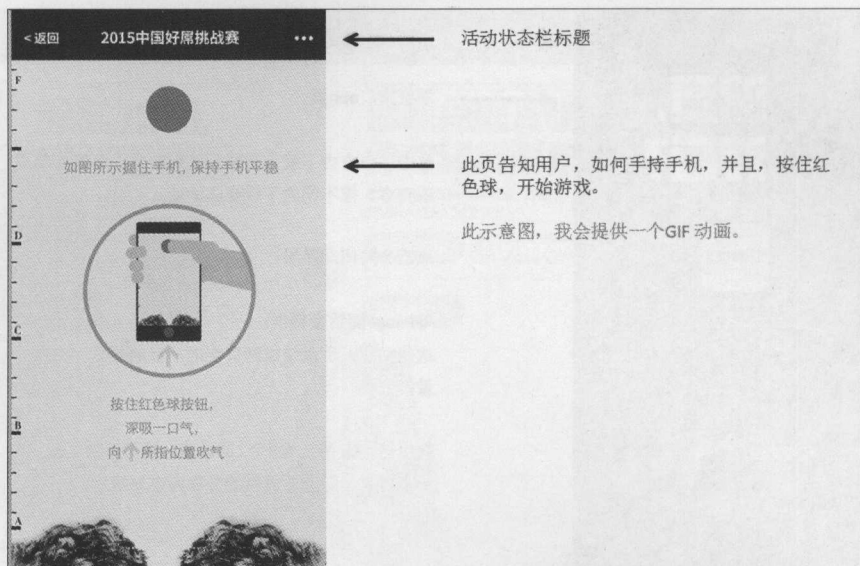 <返回 2015中国好屌挑战赛 •••
活动状态栏标题
F
如图所示握住手机,保持手机平稳
此页告知用户,如何手持手机,并且,按住红
色球,开始游戏。
此示意图,我会提供一个GIF 动画。
D
C
按住红色球按钮,
深吸一口气,
向↑所指位置吹气
B
A